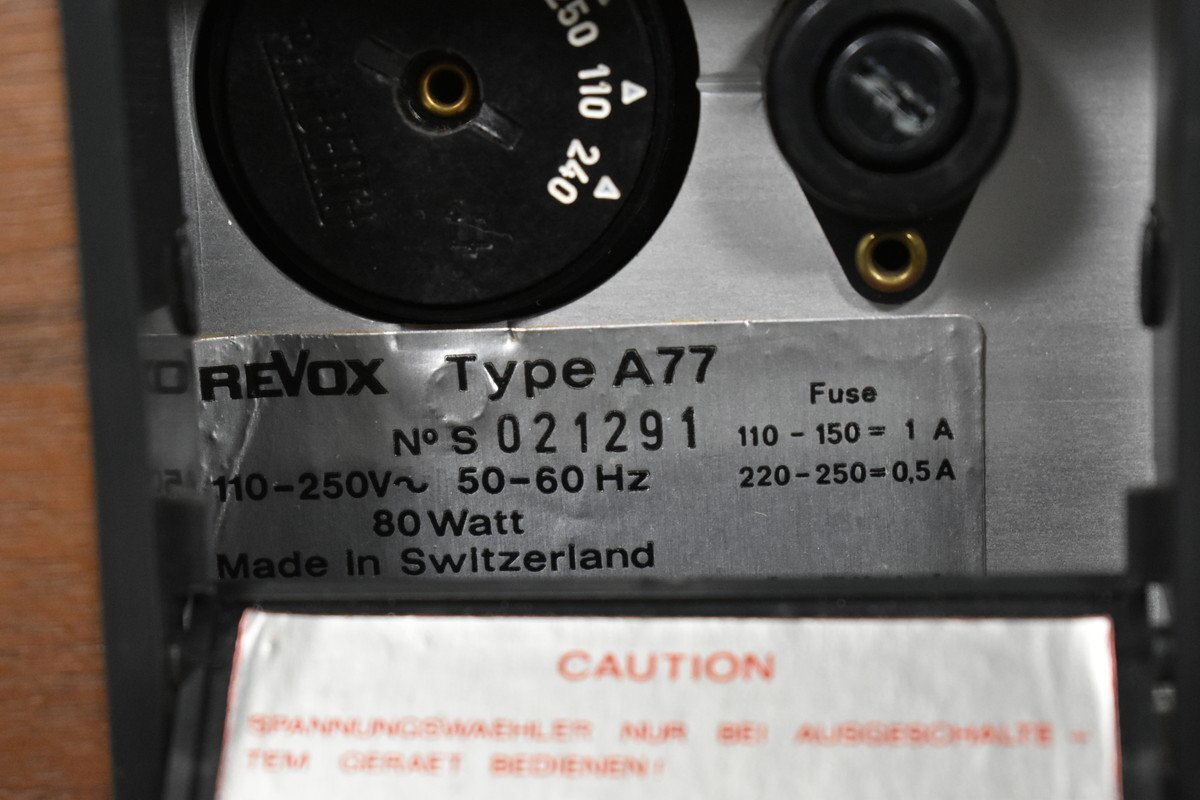 250
110
240
REVOX Type A77
Nº S 021291
110-250V~ 50-60 Hz
80 Watt
Made in Switzerland
Fuse
110 - 150 = 1 A
220-250=0,5A
CAUTION
SPANNUNGSWAEHLER NUR BEI AUSGESCHALTE -
TEM GERAET BEDIENEN!